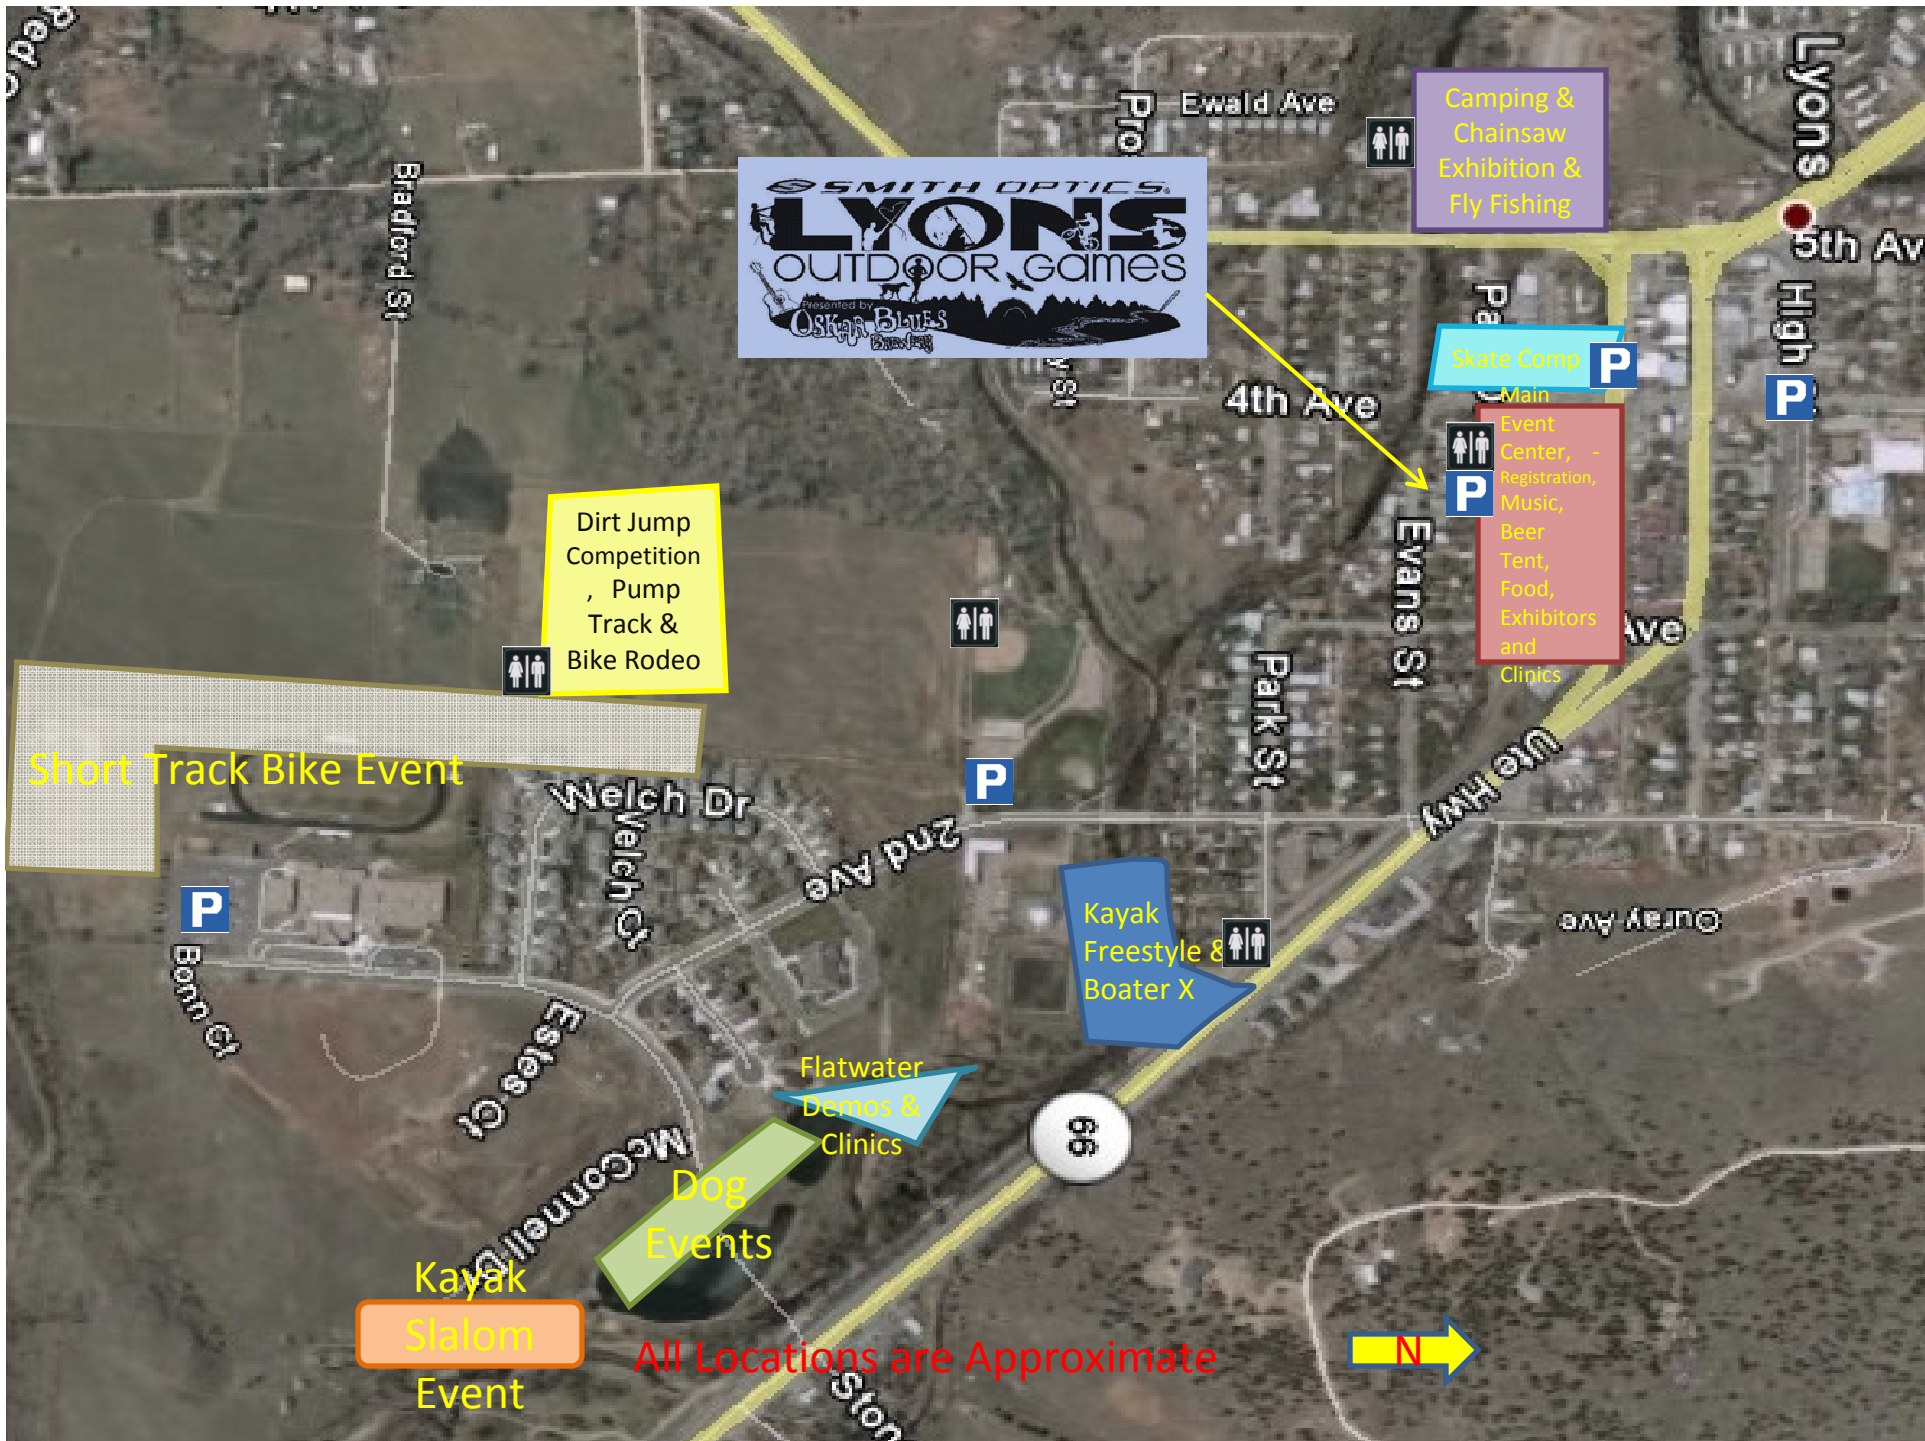 Ewald Ave
Lyons
Camping &
Chainsaw
Exhibition &
Fly Fishing
Bradford St
SMITH OPTICS
LYONS
OUTDOOR GAMES
Presented by
OSKAR BLUES
BREWERY
5th Av
High
Skate Comp
P
P
4th Ave
Main
Event
Center, -
Registration,
Music,
Beer
Tent,
Food,
Exhibitors
and
Clinics
P
Ave
Evans St
Dirt Jump
Competition
, Pump
Track &
Bike Rodeo
Park St
Short Track Bike Event
Welch Dr
Welch Ct
P
2nd Ave
Ute Hwy
P
Kayak
Freestyle &
Boater X
Ouray Ave
Bonn Ct
Estes Ct
Flatwater
Demos &
Clinics
66
McConnell Dr
Dog
Events
Kayak
Slalom
Event
All Locations are Approximate
N